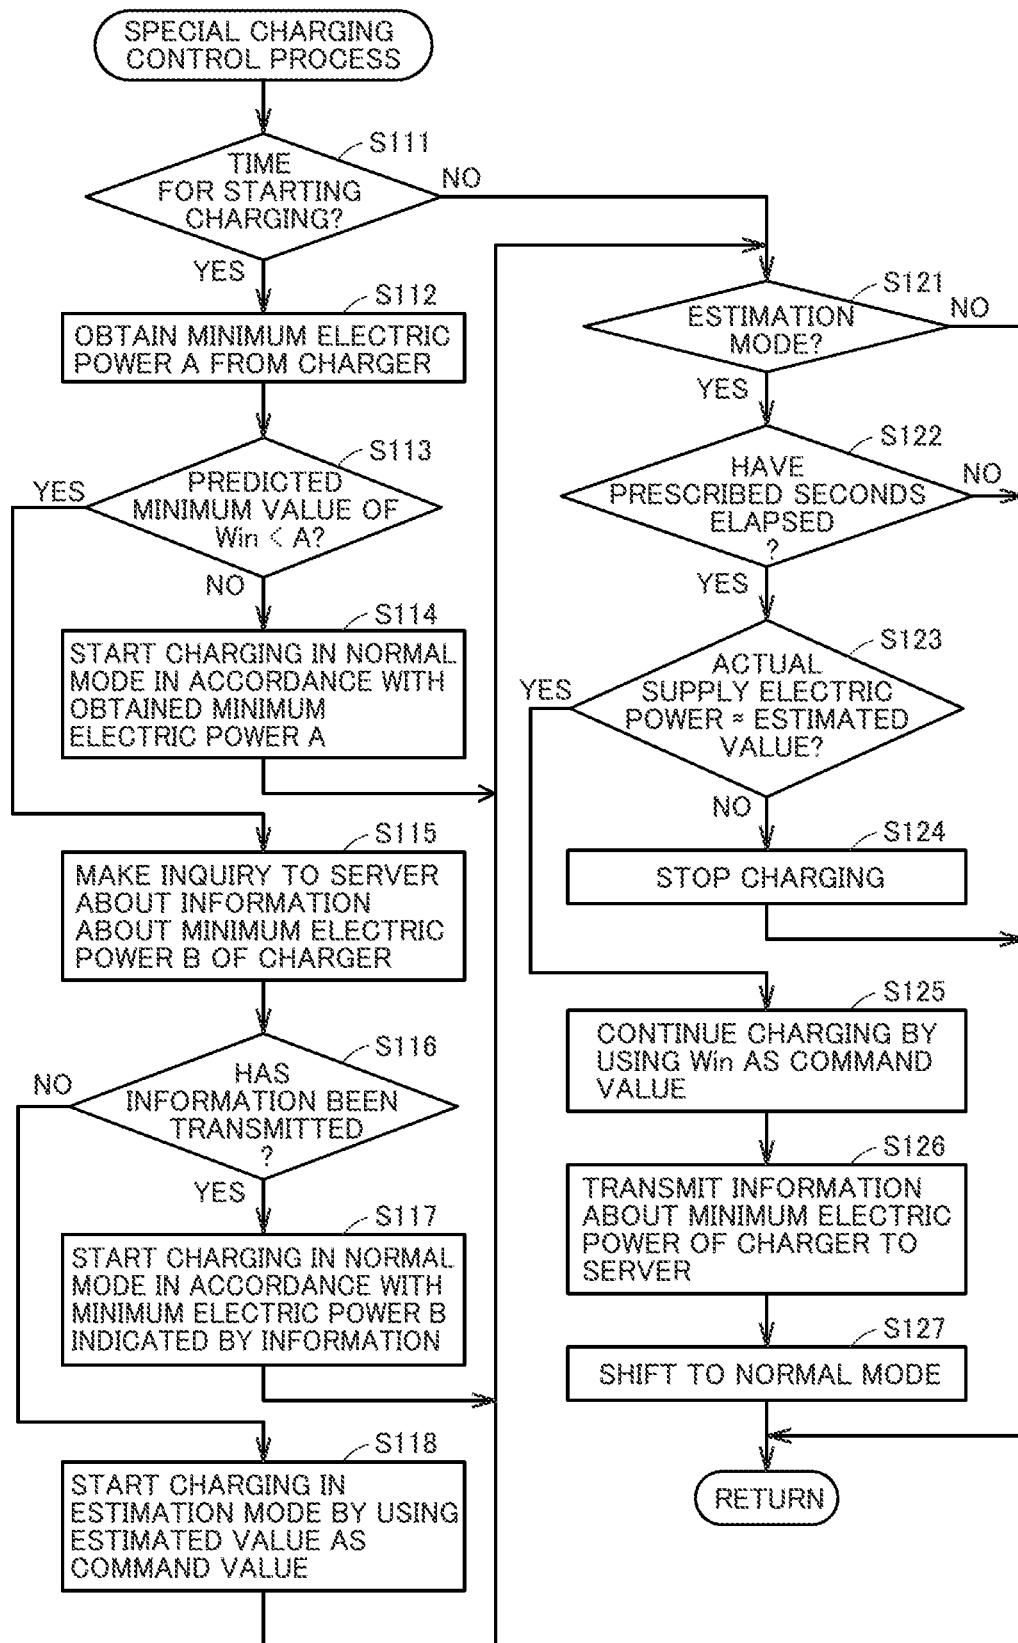 SPECIAL CHARGING
CONTROL PROCESS
S111
TIME
FOR STARTING
CHARGING?
NO
YES
S112
OBTAIN MINIMUM ELECTRIC
POWER A FROM CHARGER
S113
PREDICTED
MINIMUM VALUE OF
Win < A?
YES
NO
S114
START CHARGING IN NORMAL
MODE IN ACCORDANCE WITH
OBTAINED MINIMUM
ELECTRIC POWER A
S115
MAKE INQUIRY TO SERVER
ABOUT INFORMATION
ABOUT MINIMUM ELECTRIC
POWER B OF CHARGER
S116
HAS
INFORMATION BEEN
TRANSMITTED
?
NO
YES
S117
START CHARGING IN NORMAL
MODE IN ACCORDANCE WITH
MINIMUM ELECTRIC POWER B
INDICATED BY INFORMATION
S118
START CHARGING IN
ESTIMATION MODE BY USING
ESTIMATED VALUE AS
COMMAND VALUE
S121
ESTIMATION
MODE?
NO
YES
S122
HAVE
PRESCRIBED SECONDS
ELAPSED
?
NO
YES
S123
ACTUAL
SUPPLY ELECTRIC
POWER ≈ ESTIMATED
VALUE?
YES
NO
S124
STOP CHARGING
S125
CONTINUE CHARGING BY
USING Win AS COMMAND
VALUE
S126
TRANSMIT INFORMATION
ABOUT MINIMUM ELECTRIC
POWER OF CHARGER TO
SERVER
S127
SHIFT TO NORMAL MODE
RETURN